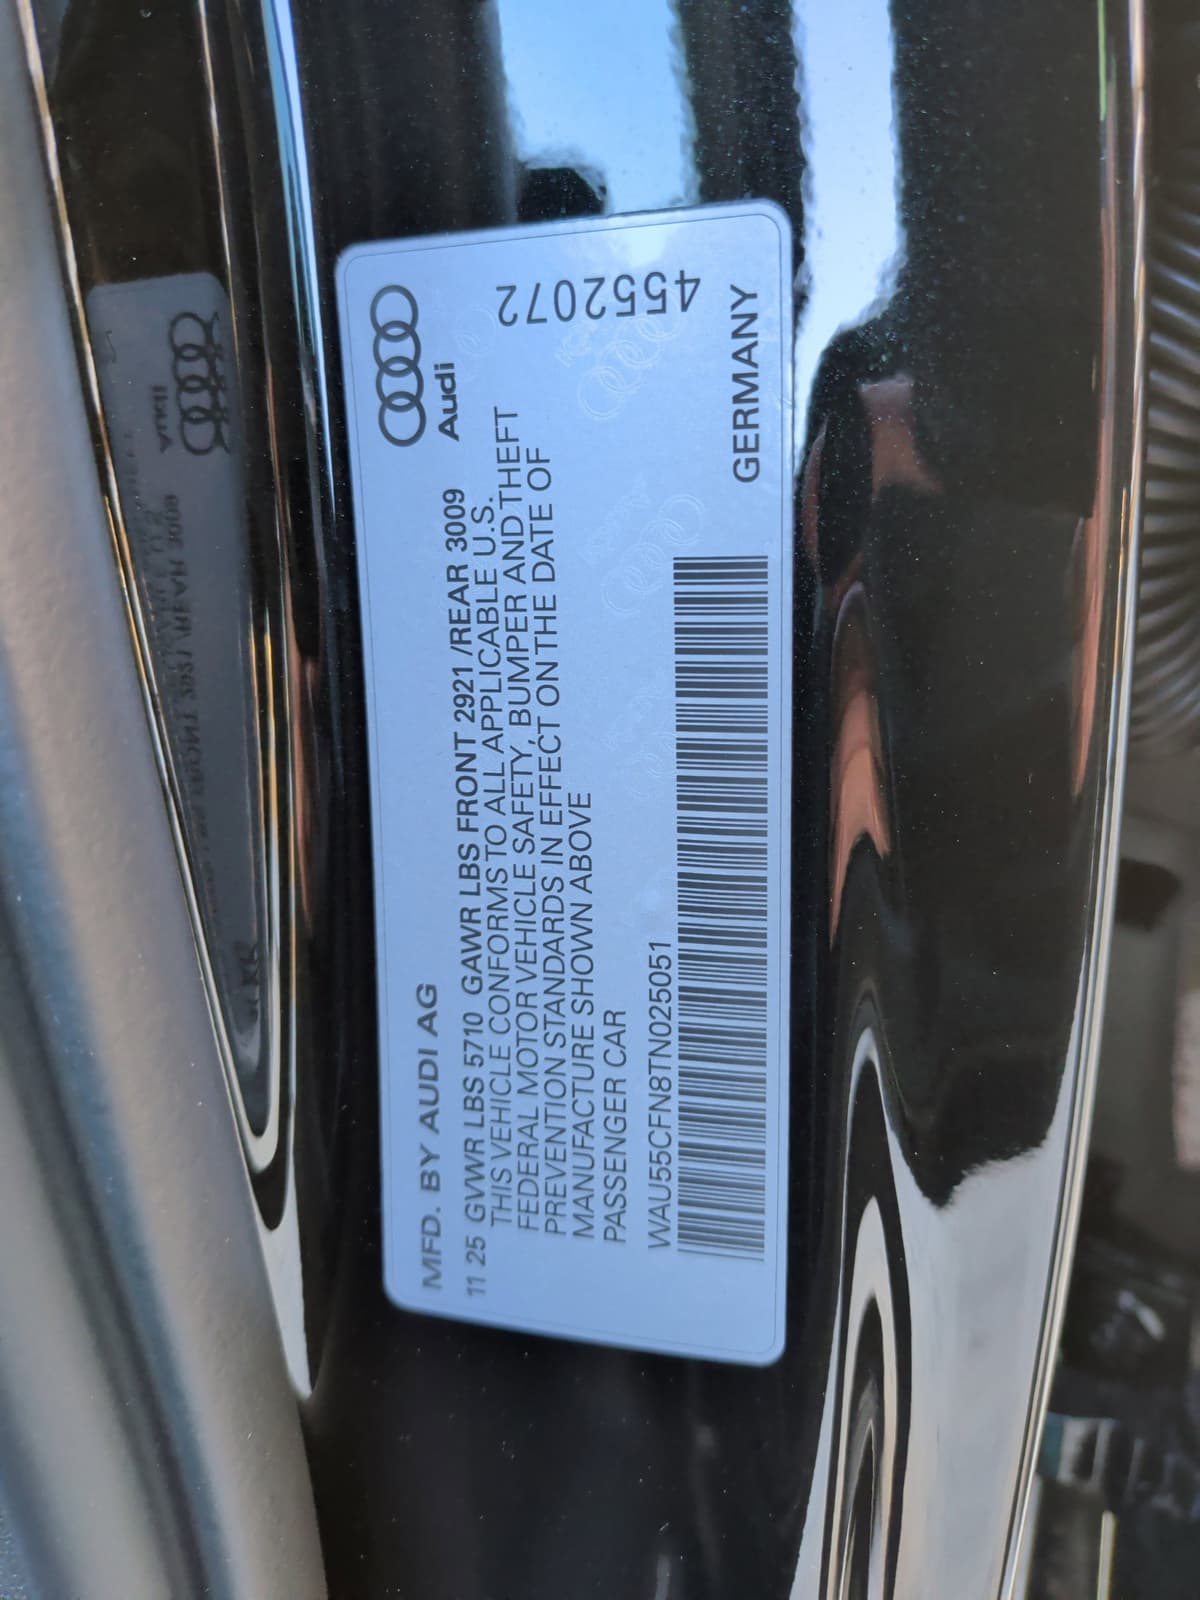 MFD. BY AUDI AG
Audi
11 25 GVWR LBS 5710 GAWR LBS FRONT 2921/REAR 3009
THIS VEHICLE CONFORMS TO ALL APPLICABLE U.S.
FEDERAL MOTOR VEHICLE SAFETY, BUMPER AND THEFT
PREVENTION STANDARDS IN EFFECT ON THE DATE OF
MANUFACTURE SHOWN ABOVE
PASSENGER CAR
WAU55CFN8TN025051
4552072
GERMANY